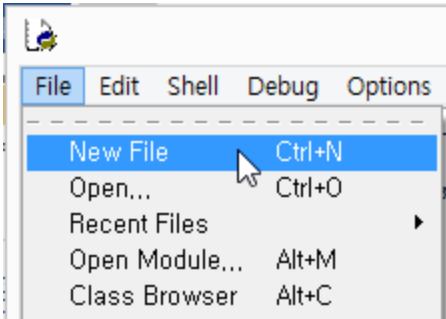 File Edit Shell Debug Options
New File Ctrl+N
Open... Ctrl+O
Recent Files
Open Module... Alt+M
Class Browser Alt+C